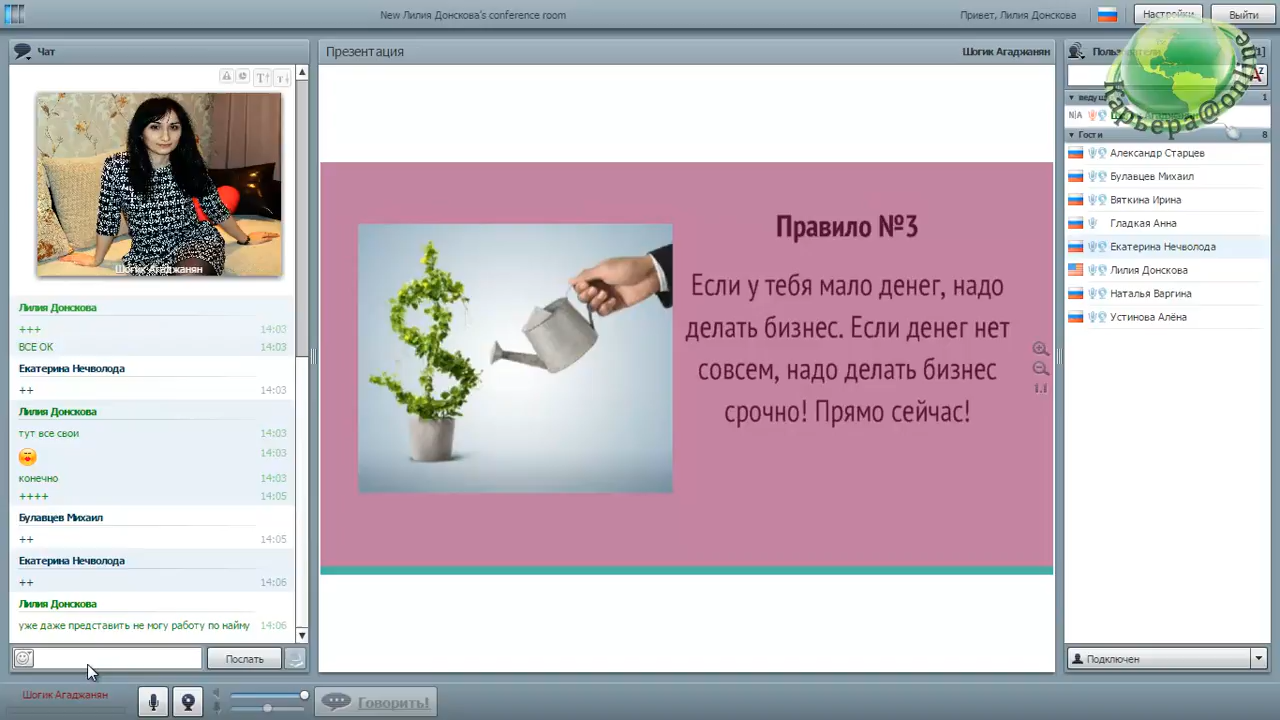 New Лилия Донскова's conference room
Привет, Лилия Донскова
Настройки
Выйти
Чат
Шогик Агаджанян
Лилия Донскова
+++ 14:03
ВСЕ ОК 14:03
Екатерина Нечволода
++ 14:03
Лилия Донскова
тут все свои 14:03
14:03
конечно 14:03
++++ 14:05
Булавцев Михаил
++ 14:05
Екатерина Нечволода
++ 14:06
Лилия Донскова
уже даже представить не могу работу по найму 14:06
Послать
Шогик Агаджанян
Говорить!
Презентация
Шогик Агаджанян
Правило №3
Если у тебя мало денег, надо
делать бизнес. Если денег нет
совсем, надо делать бизнес
срочно! Прямо сейчас!
1.1
Карьера@online
1]
AZ
1
N/A
Гости 8
Александр Старцев
Булавцев Михаил
Вяткина Ирина
Гладкая Анна
Екатерина Нечволода
Лилия Донскова
Наталья Варгина
Устинова Алёна
Подключен